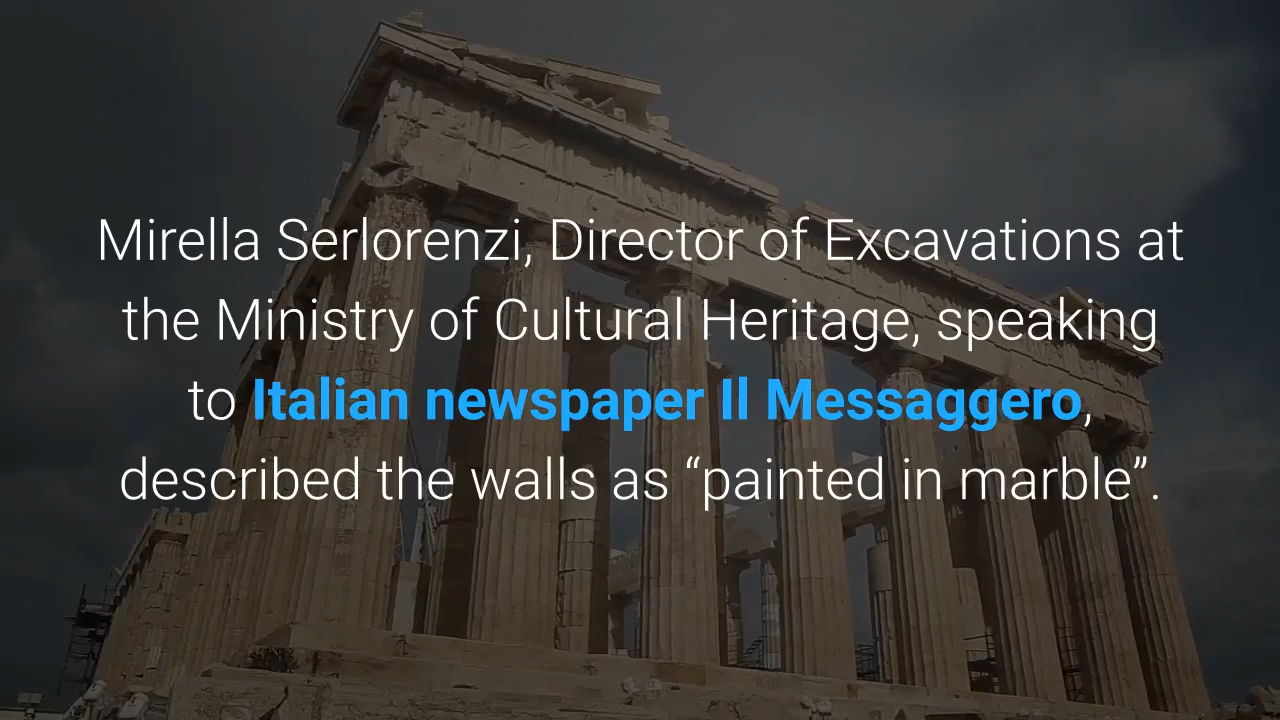 Mirella Serlorenzi, Director of Excavations at
the Ministry of Cultural Heritage, speaking
to Italian newspaper Il Messaggero,
described the walls as “painted in marble”.